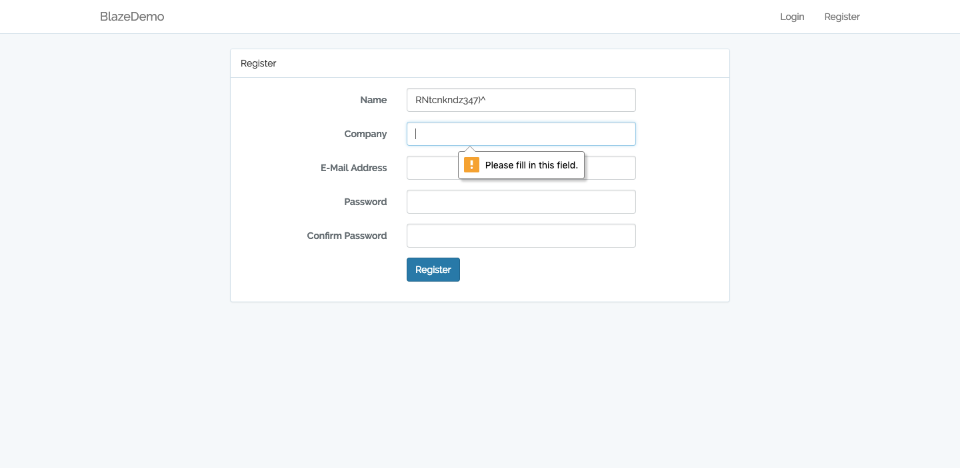 BlazeDemo Login Register
Register
Name RNtcnkndz347)^
Company
Please fill in this field.
E-Mail Address
Password
Confirm Password
Register